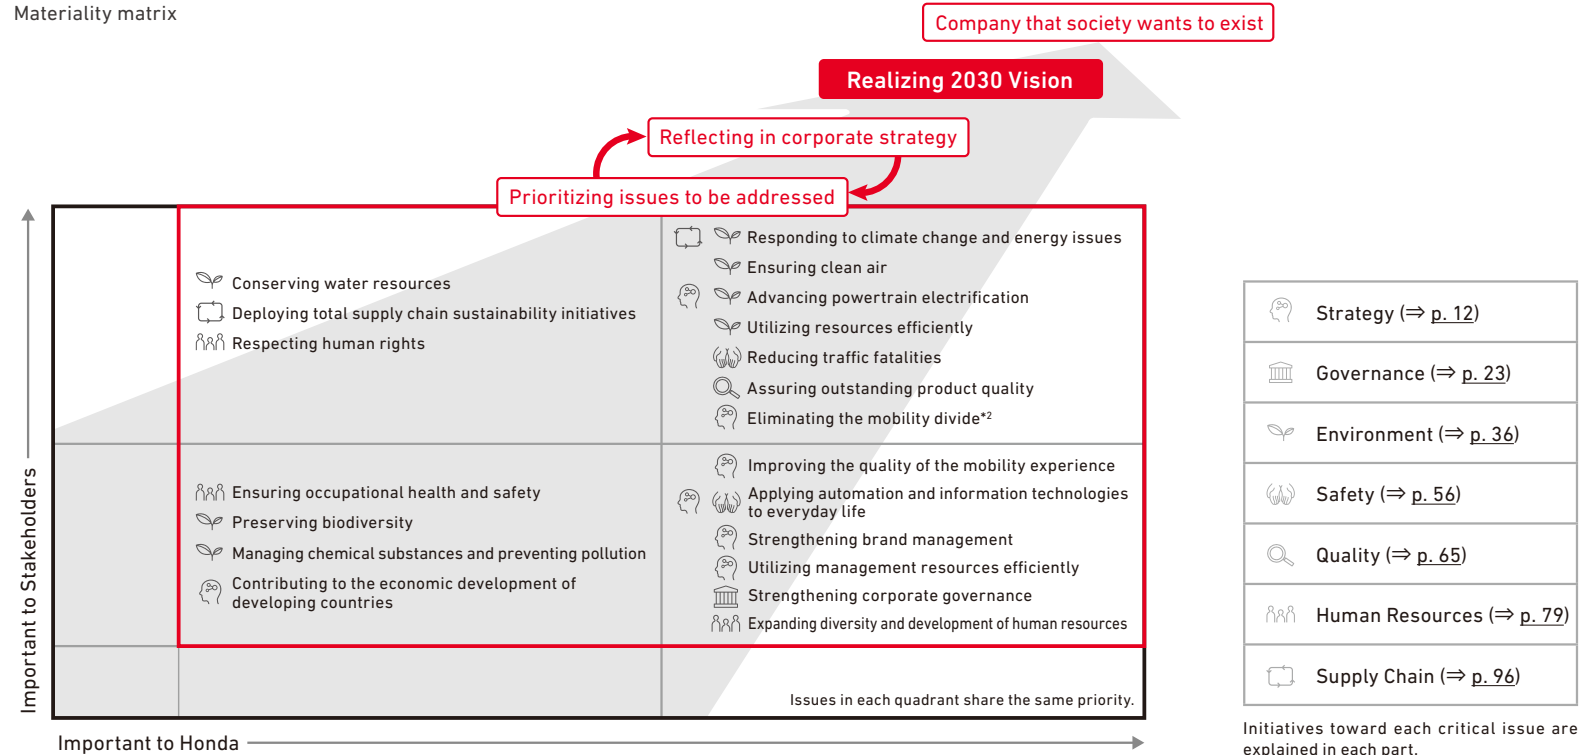 Materiality matrix
Company that society wants to exist
Realizing 2030 Vision
Reflecting in corporate strategy
Prioritizing issues to be addressed
Important to Stakeholders
Conserving water resources
Deploying total supply chain sustainability initiatives
Respecting human rights
Responding to climate change and energy issues
Ensuring clean air
Advancing powertrain electrification
Utilizing resources efficiently
Reducing traffic fatalities
Assuring outstanding product quality
Eliminating the mobility divide*2
Ensuring occupational health and safety
Preserving biodiversity
Managing chemical substances and preventing pollution
Contributing to the economic development of
developing countries
Improving the quality of the mobility experience
Applying automation and information technologies
to everyday life
Strengthening brand management
Utilizing management resources efficiently
Strengthening corporate governance
Expanding diversity and development of human resources
Issues in each quadrant share the same priority.
Important to Honda
Strategy (⇒ p. 12)
Governance (⇒ p. 23)
Environment (⇒ p. 36)
Safety (⇒ p. 56)
Quality (⇒ p. 65)
Human Resources (⇒ p. 79)
Supply Chain (⇒ p. 96)
Initiatives toward each critical issue are
explained in each part.